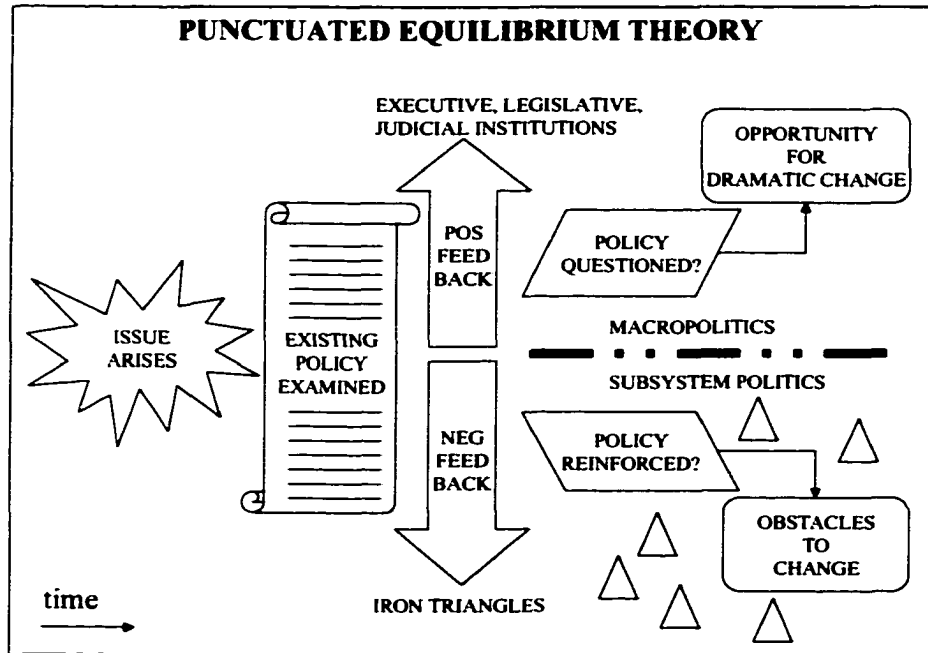 PUNCTUATED EQUILIBRIUM THEORY
EXECUTIVE, LEGISLATIVE,
JUDICIAL INSTITUTIONS
OPPORTUNITY
FOR
DRAMATIC CHANGE
POS
FEED
BACK
POLICY
QUESTIONED?
ISSUE
ARISES
EXISTING
POLICY
EXAMINED
MACROPOLITICS
SUBSYSTEM POLITICS
NEG
FEED
BACK
POLICY
REINFORCED?
OBSTACLES
TO
CHANGE
IRON TRIANGLES
time